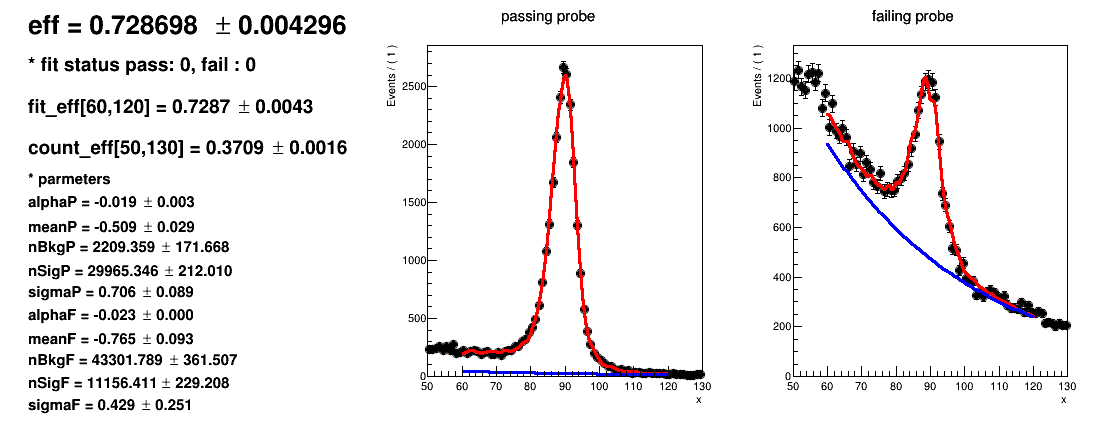 eff = 0.728698 ± 0.004296
* fit status pass: 0, fail : 0
fit_eff[60,120] = 0.7287 ± 0.0043
count_eff[50,130] = 0.3709 ± 0.0016
* parmeters
alphaP = -0.019 ± 0.003
meanP = -0.509 ± 0.029
nBkgP = 2209.359 ± 171.668
nSigP = 29965.346 ± 212.010
sigmaP = 0.706 ± 0.089
alphaF = -0.023 ± 0.000
meanF = -0.765 ± 0.093
nBkgF = 43301.789 ± 361.507
nSigF = 11156.411 ± 229.208
sigmaF = 0.429 ± 0.251
passing probe
Events / ( 1 )
2500
2000
1500
1000
500
0
50 60 70 80 90 100 110 120 130
x
failing probe
Events / ( 1 )
1200
1000
800
600
400
200
0
50 60 70 80 90 100 110 120 130
x